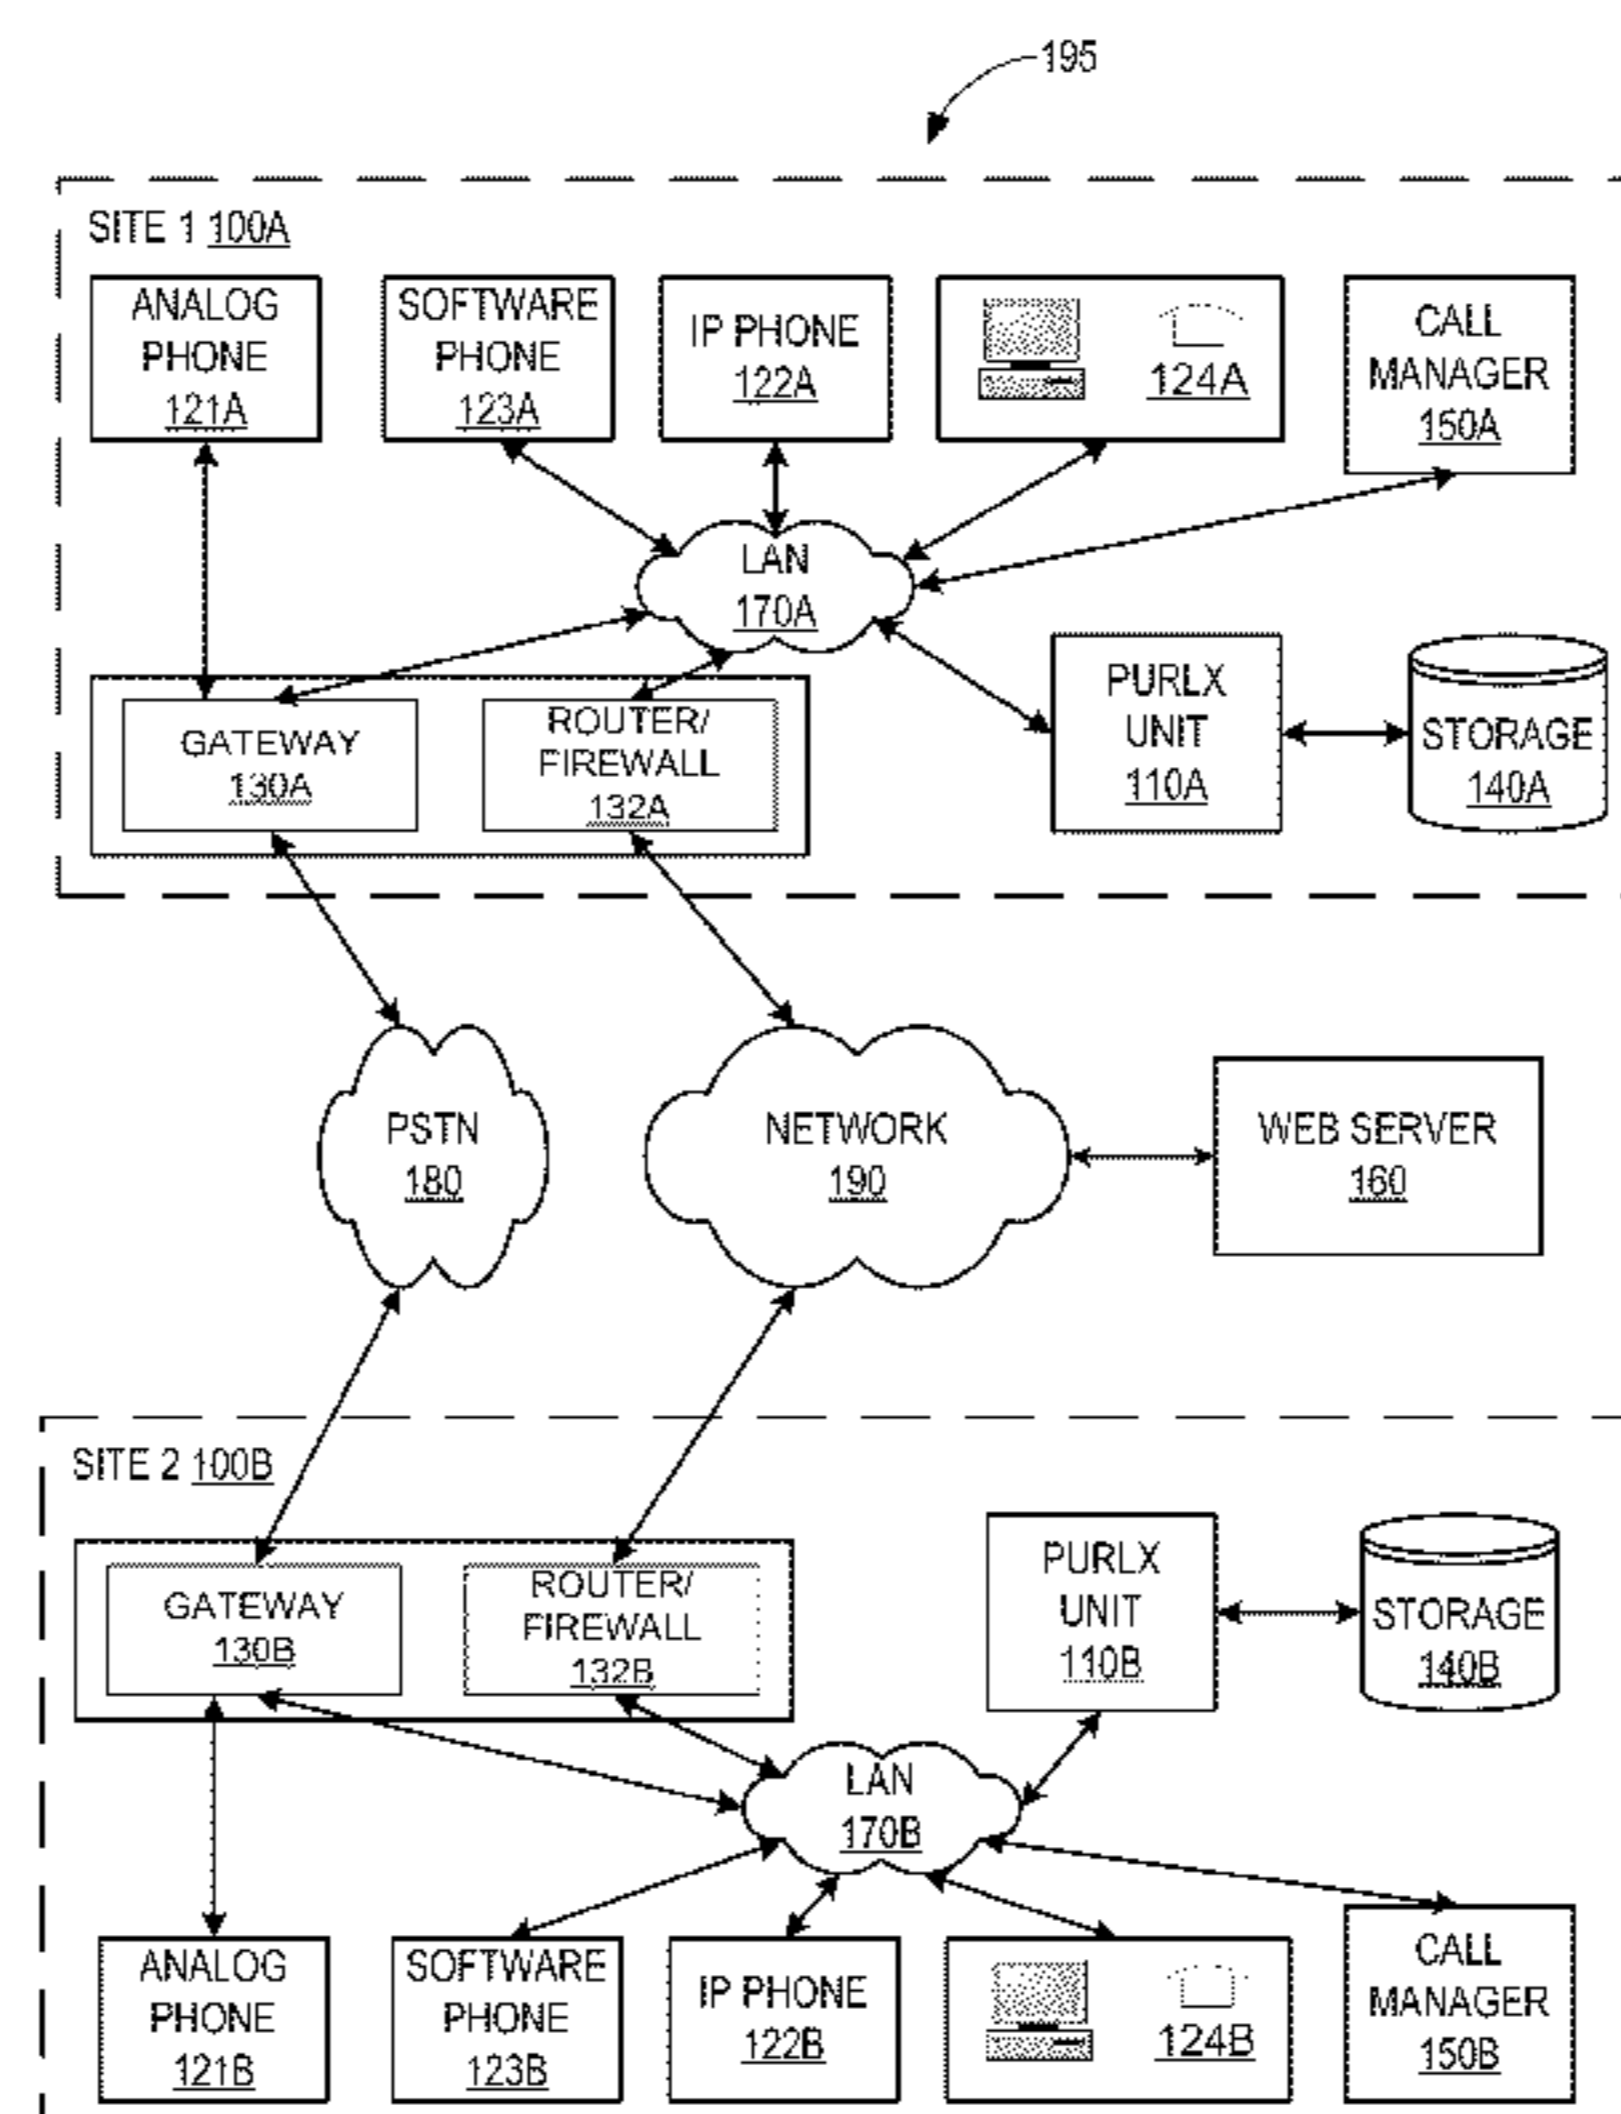 195
SITE 1 100A
ANALOG
PHONE
121A
SOFTWARE
PHONE
123A
IP PHONE
122A
124A
CALL
MANAGER
150A
LAN
170A
GATEWAY
130A
ROUTER/
FIREWALL
132A
PURLX
UNIT
110A
STORAGE
140A
PSTN
180
NETWORK
190
WEB SERVER
160
SITE 2 100B
GATEWAY
130B
ROUTER/
FIREWALL
132B
PURLX
UNIT
110B
STORAGE
140B
LAN
170B
ANALOG
PHONE
121B
SOFTWARE
PHONE
123B
IP PHONE
122B
124B
CALL
MANAGER
150B